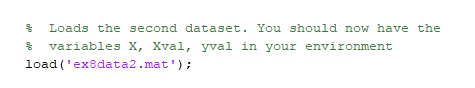 %  Loads the second dataset. You should now have the
%  variables X, Xval, yval in your environment
load('ex8data2.mat');